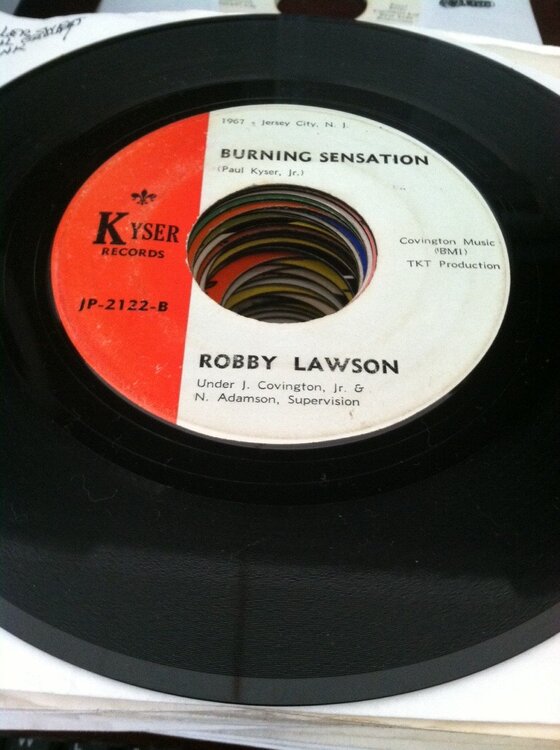 1967 - Jersey City, N. J.
BURNING SENSATION
(Paul Kyser, Jr.)
KYSER
RECORDS
Covington Music
(BMI)
TKT Production
JP-2122-B
ROBBY LAWSON
Under J. Covington, Jr. &
N. Adamson, Supervision